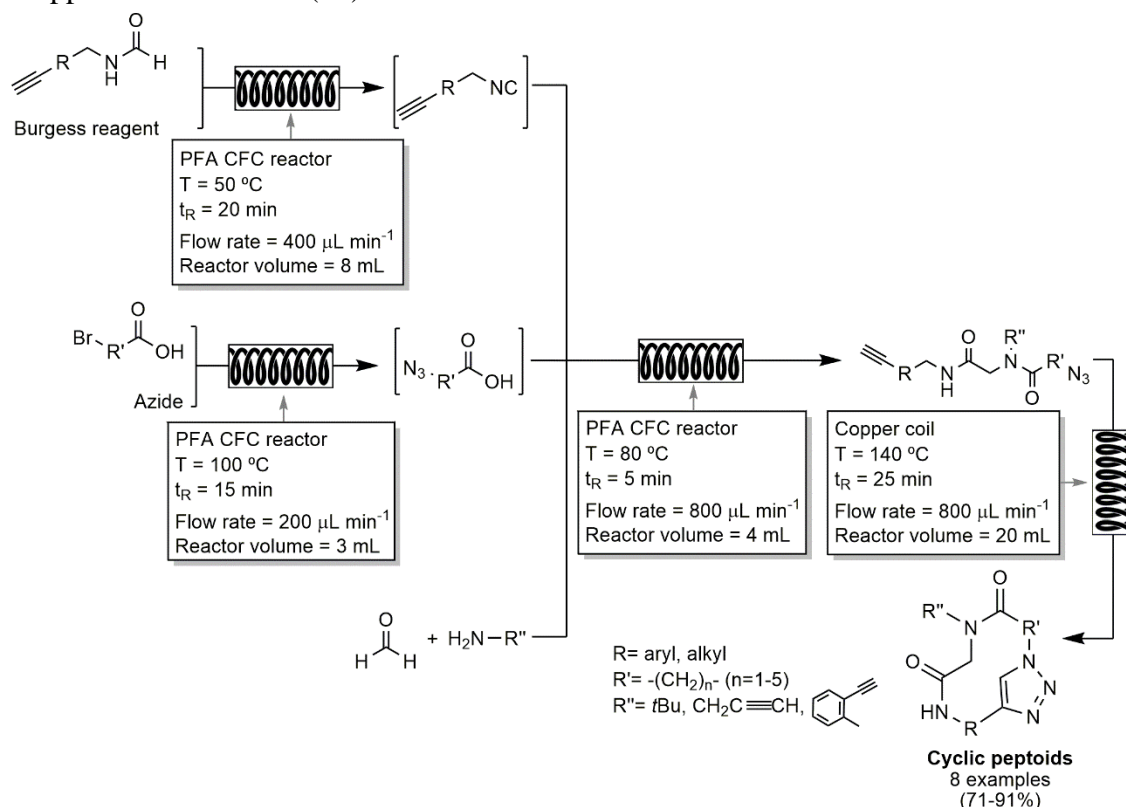 O
R
N
H
H
Burgess reagent
R
NC
PFA CFC reactor
T = 50 ºC
tR = 20 min
Flow rate = 400 µL min-1
Reactor volume = 8 mL
O
Br
R'
OH
Azide
N3
R'
O
OH
PFA CFC reactor
T = 100 ºC
tR = 15 min
Flow rate = 200 µL min-1
Reactor volume = 3 mL
O
H
H
+ H2N–R"
PFA CFC reactor
T = 80 ºC
tR = 5 min
Flow rate = 800 µL min-1
Reactor volume = 4 mL
R
N
H
O
R"
N
O
R'
N3
Copper coil
T = 140 ºC
tR = 25 min
Flow rate = 800 µL min-1
Reactor volume = 20 mL
R= aryl, alkyl
R'= -(CH2)n- (n=1-5)
R"= tBu, CH2C≡CH,
O
R"
N
R'
O
N
N
N
HN
R
Cyclic peptoids
8 examples
(71-91%)